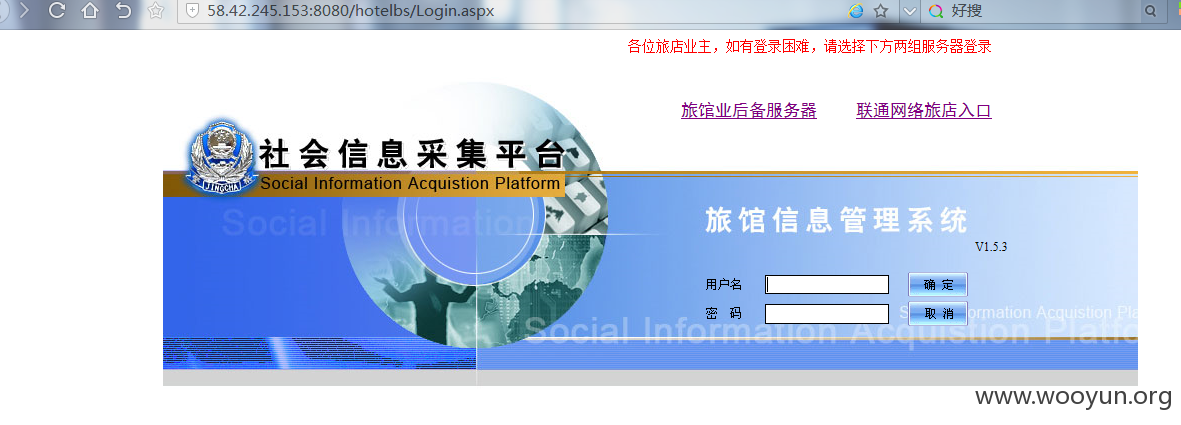 58.42.245.153:8080/hotelbs/Login.aspx 好搜
各位旅店业主，如有登录困难，请选择下方两组服务器登录
旅馆业后备服务器 联通网络旅店入口
社会信息采集平台
JINGCHA
Social Information Acquistion Platform
Social Information
旅馆信息管理系统
V1.5.3
用户名 确 定
密 码 取 消
Social Information Acquistion Pla
Social Information Acquistion Platfo
www.wooyun.org